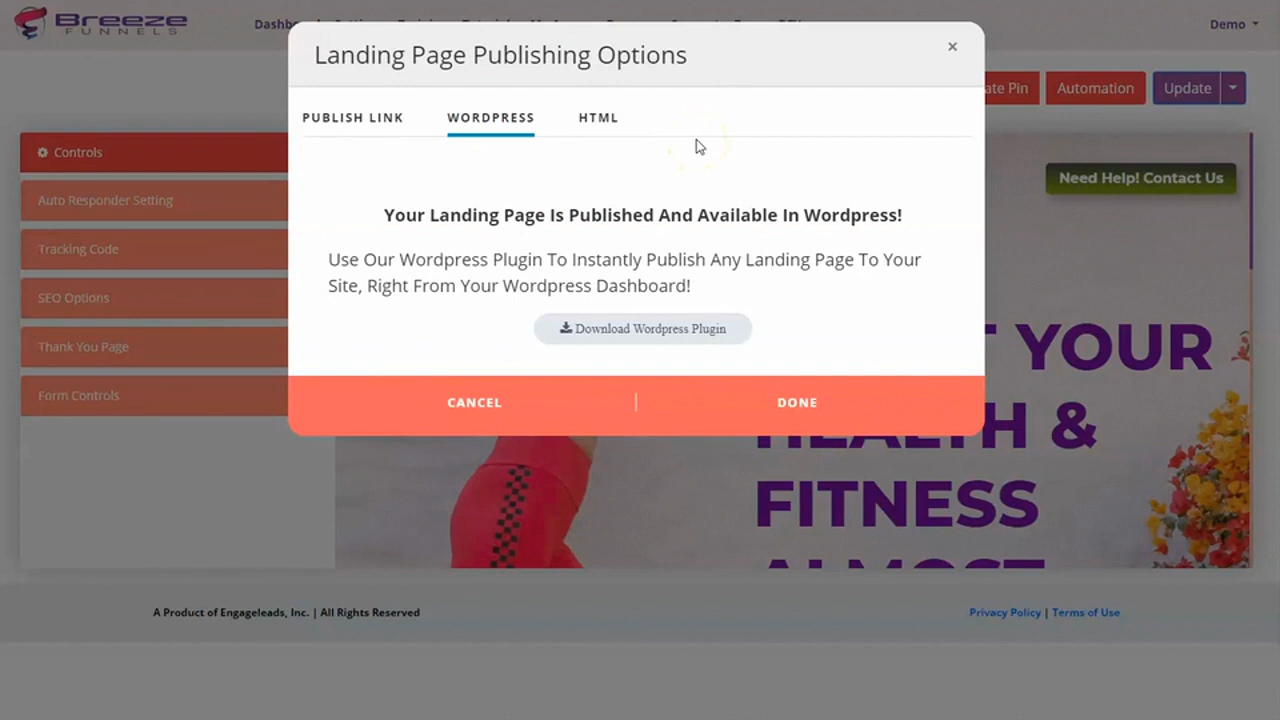 Breeze
FUNNELS
Demo
Landing Page Publishing Options
×
PUBLISH LINK
WORDPRESS
HTML
Pin
Automation
Update
Controls
Auto Responder Setting
Tracking Code
SEO Options
Thank You Page
Form Controls
Need Help! Contact Us
Your Landing Page Is Published And Available In Wordpress!
Use Our Wordpress Plugin To Instantly Publish Any Landing Page To Your
Site, Right From Your Wordpress Dashboard!
Download Wordpress Plugin
CANCEL
|
DONE
YOUR
HEALTH &
FITNESS
ALMOST
A Product of Engageleads, Inc. | All Rights Reserved
Privacy Policy | Terms of Use